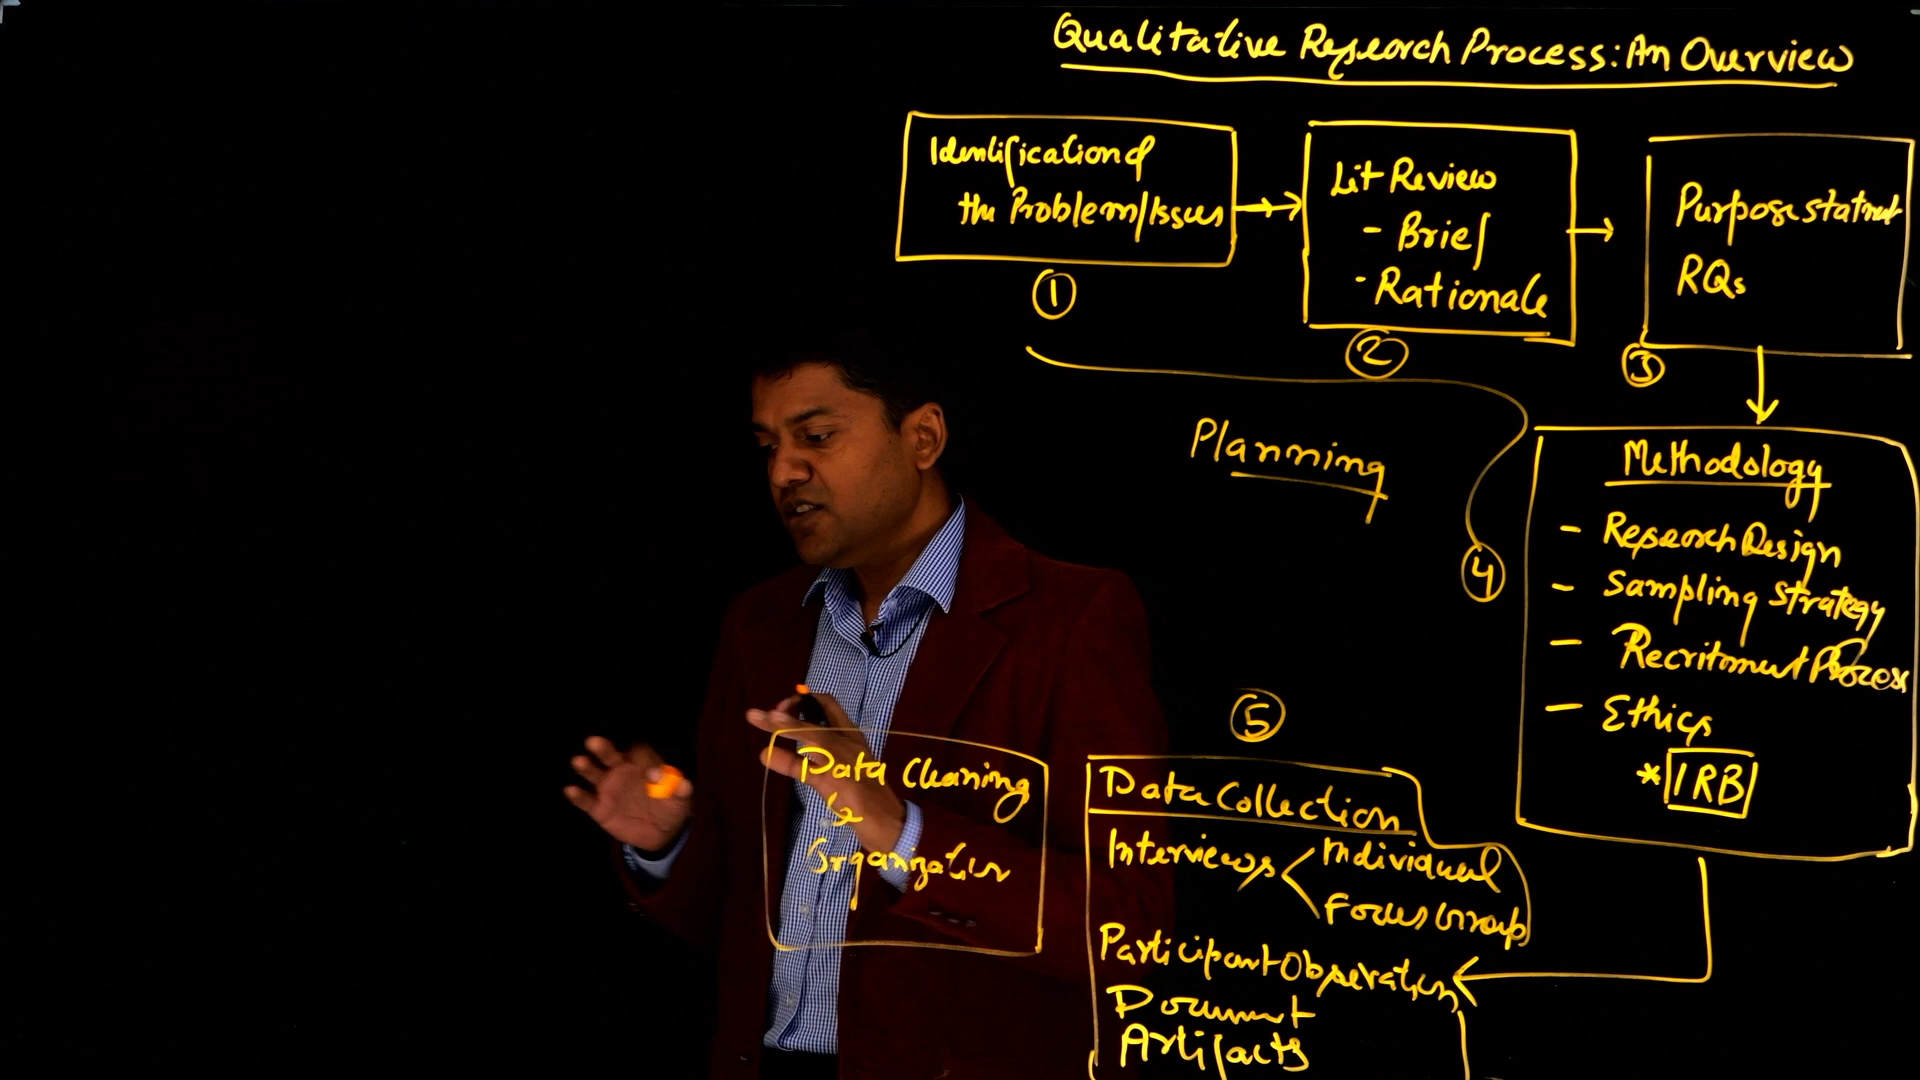 Qualitative Research Process: An Overview
Identification of
the Problem/Issues
1
Lit Review
- Brief
- Rationale
2
Purpose statmnt
RQs
3
Planning
Methodology
- Research Design
- Sampling Strategy
- Recruitment Process
- Ethics
* IRB
4
5
Data Collection
Interviews < Individual
Focus Group
Participant Observation
Document
Artifacts
Data Cleaning
&
Organization